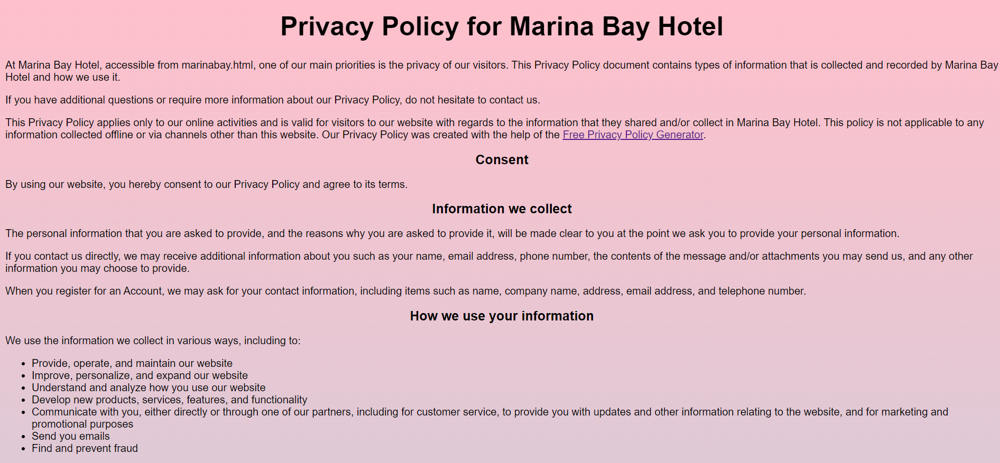 Privacy Policy for Marina Bay Hotel
At Marina Bay Hotel, accessible from marinabay.html, one of our main priorities is the privacy of our visitors. This Privacy Policy document contains types of information that is collected and recorded by Marina Bay
Hotel and how we use it.
If you have additional questions or require more information about our Privacy Policy, do not hesitate to contact us.
This Privacy Policy applies only to our online activities and is valid for visitors to our website with regards to the information that they shared and/or collect in Marina Bay Hotel. This policy is not applicable to any
information collected offline or via channels other than this website. Our Privacy Policy was created with the help of the Free Privacy Policy Generator.
Consent
By using our website, you hereby consent to our Privacy Policy and agree to its terms.
Information we collect
The personal information that you are asked to provide, and the reasons why you are asked to provide it, will be made clear to you at the point we ask you to provide your personal information.
If you contact us directly, we may receive additional information about you such as your name, email address, phone number, the contents of the message and/or attachments you may send us, and any other
information you may choose to provide.
When you register for an Account, we may ask for your contact information, including items such as name, company name, address, email address, and telephone number.
How we use your information
We use the information we collect in various ways, including to:
• Provide, operate, and maintain our website
• Improve, personalize, and expand our website
• Understand and analyze how you use our website
• Develop new products, services, features, and functionality
• Communicate with you, either directly or through one of our partners, including for customer service, to provide you with updates and other information relating to the website, and for marketing and
promotional purposes
• Send you emails
• Find and prevent fraud